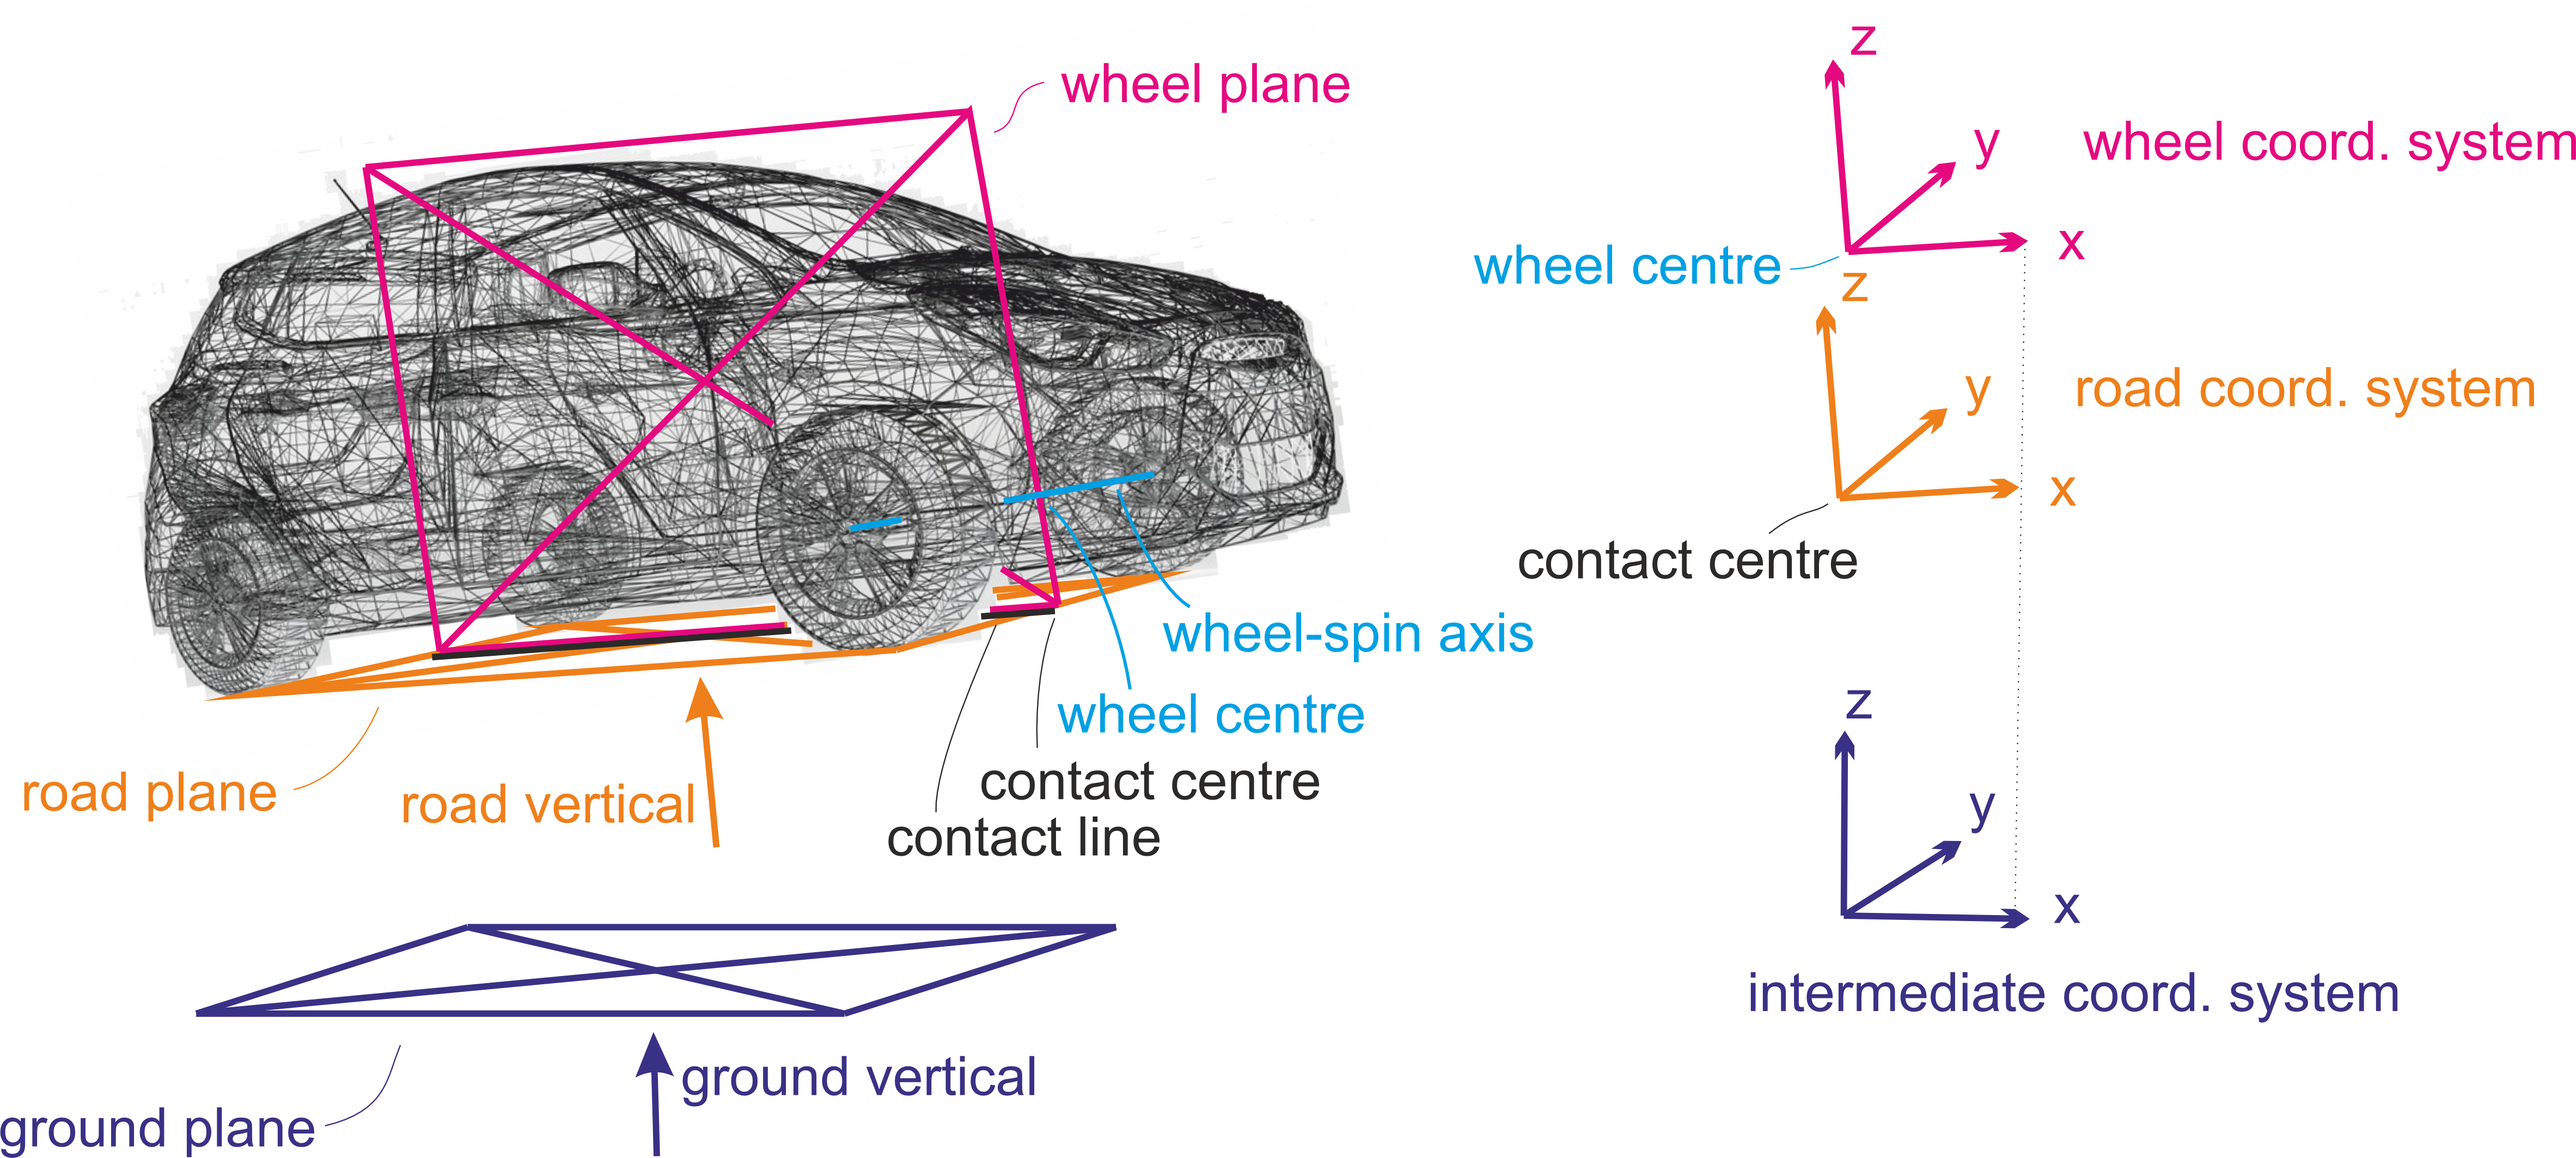 wheel plane
road plane
road vertical
wheel-spin axis
wheel centre
contact centre
contact line
ground vertical
ground plane
z
y
x
wheel coord. system
wheel centre
z
y
x
road coord. system
contact centre
z
y
x
intermediate coord. system